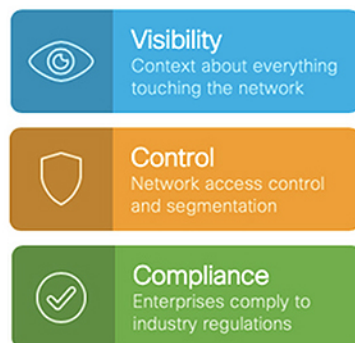 Visibility
Context about everything
touching the network
Control
Network access control
and segmentation
Compliance
Enterprises comply to
industry regulations